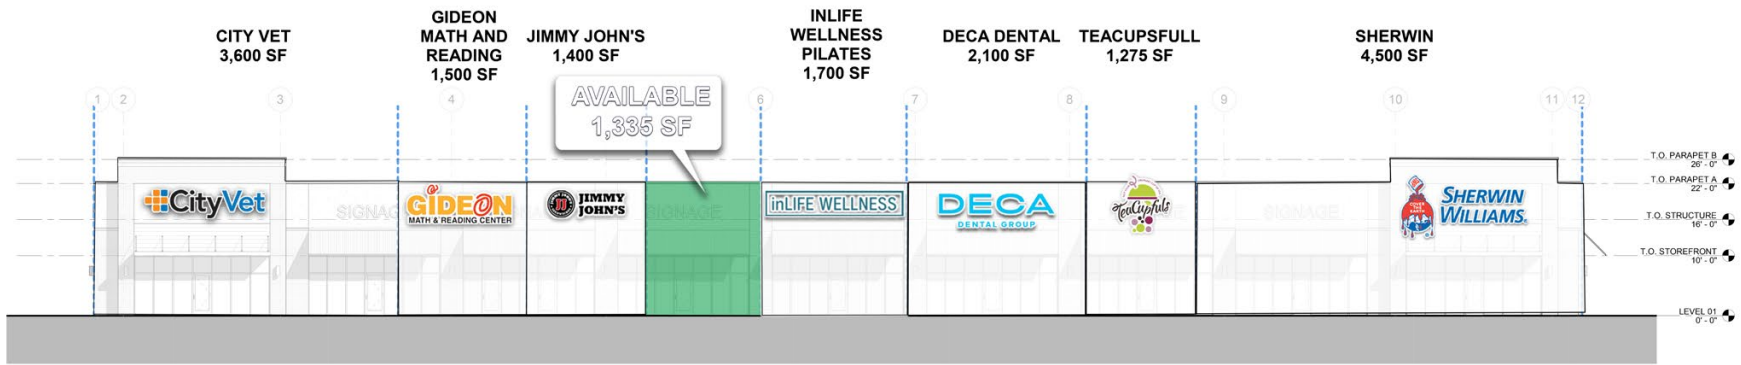 CITY VET
3,600 SF
GIDEON
MATH AND
READING
1,500 SF
JIMMY JOHN'S
1,400 SF
INLIFE
WELLNESS
PILATES
1,700 SF
DECA DENTAL
2,100 SF
TEACUPSFULL
1,275 SF
SHERWIN
4,500 SF
AVAILABLE
1,335 SF
1 2 3 4 6 7 8 9 10 11 12
CityVet
SIGNAGE
GIDEON
MATH & READING CENTER
JJ
JIMMY
JOHN'S
SIGNAGE
inLIFE WELLNESS
DECA
DENTAL GROUP
TeaCupfuls
SIGNAGE
COVER
THE
EARTH
SHERWIN
WILLIAMS.
T.O. PARAPET B
26' - 0"
T.O. PARAPET A
22' - 0"
T.O. STRUCTURE
16' - 0"
T.O. STOREFRONT
10' - 0"
LEVEL 01
0' - 0"